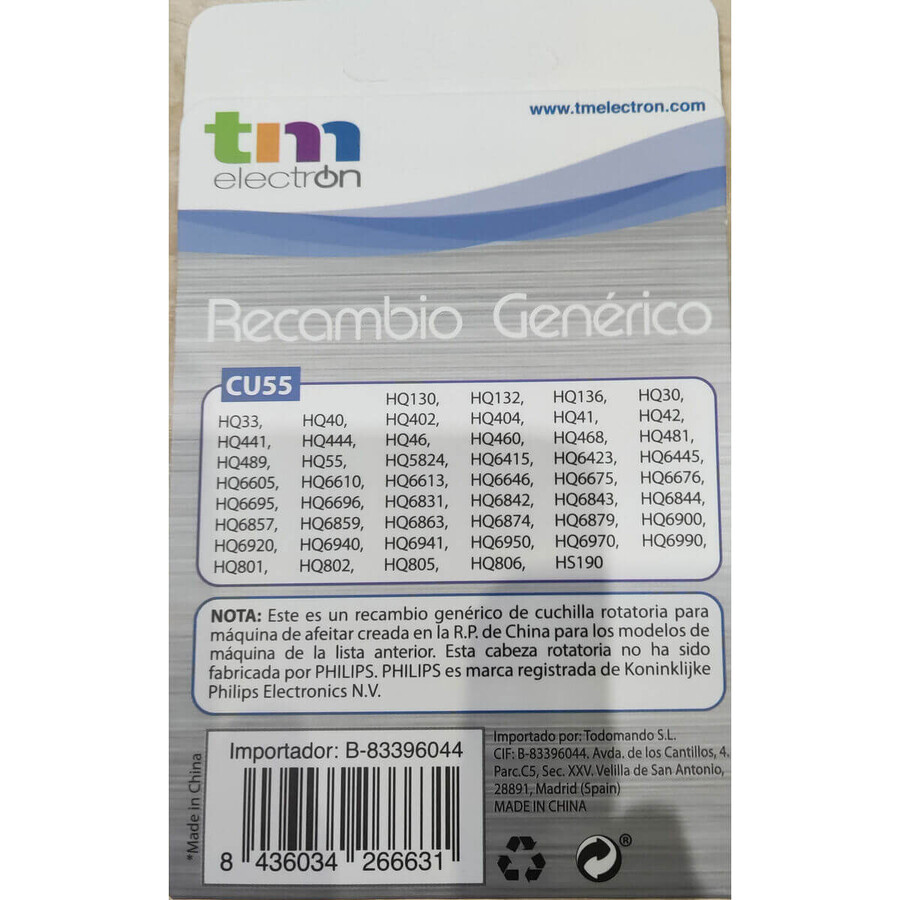 www.tmelectron.com
tm
electrón
Recambio Genérico
CU55
HQ130, HQ132, HQ136, HQ30,
HQ33, HQ40, HQ402, HQ404, HQ41, HQ42,
HQ441, HQ444, HQ46, HQ460, HQ468, HQ481,
HQ489, HQ55, HQ5824, HQ6415, HQ6423, HQ6445,
HQ6605, HQ6610, HQ6613, HQ6646, HQ6675, HQ6676,
HQ6695, HQ6696, HQ6831, HQ6842, HQ6843, HQ6844,
HQ6857, HQ6859, HQ6863, HQ6874, HQ6879, HQ6900,
HQ6920, HQ6940, HQ6941, HQ6950, HQ6970, HQ6990,
HQ801, HQ802, HQ805, HQ806, HS190
NOTA: Este es un recambio genérico de cuchilla rotatoria para
máquina de afeitar creada en la R.P. de China para los modelos de
máquina de la lista anterior. Esta cabeza rotatoria no ha sido
fabricada por PHILIPS. PHILIPS es marca registrada de Koninklijke
Philips Electronics N.V.
*Made in China
Importador: B-83396044
8 436034 266631
Importado por: Todomando S.L.
CIF: B-83396044. Avda. de los Cantillos, 4.
Parc.C5, Sec. XXV. Velilla de San Antonio,
28891, Madrid (Spain)
MADE IN CHINA
®